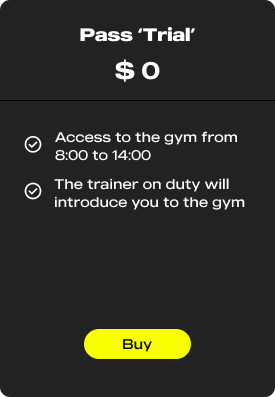 Pass ‘Trial’
$ 0
Access to the gym from
8:00 to 14:00
The trainer on duty will
introduce you to the gym
Buy